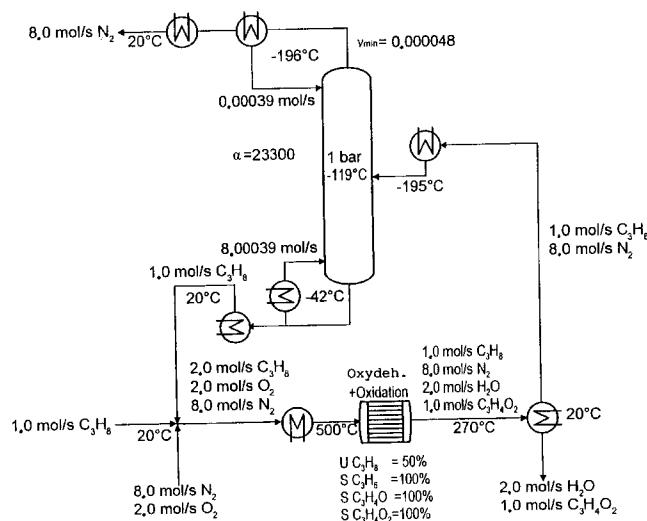 8.0 mol/s N₂
20°C
-196°C
γmin= 0.000048
0.00039 mol/s
α =23300
1 bar
-119°C
-195°C
1.0 mol/s C₃H₈
8.0 mol/s N₂
8.00039 mol/s
1.0 mol/s C₃H₈
20°C
-42°C
2.0 mol/s C₃H₈
2.0 mol/s O₂
8.0 mol/s N₂
Oxydeh.
+Oxidation
1.0 mol/s C₃H₈
8.0 mol/s N₂
2.0 mol/s H₂O
1.0 mol/s C₃H₄O₂
1.0 mol/s C₃H₈
20°C
500°C
270°C
20°C
8.0 mol/s N₂
2.0 mol/s O₂
U C₃H₈ = 50%
S C₃H₆ =100%
S C₃H₄O =100%
S C₃H₄O₂=100%
2.0 mol/s H₂O
1.0 mol/s C₃H₄O₂